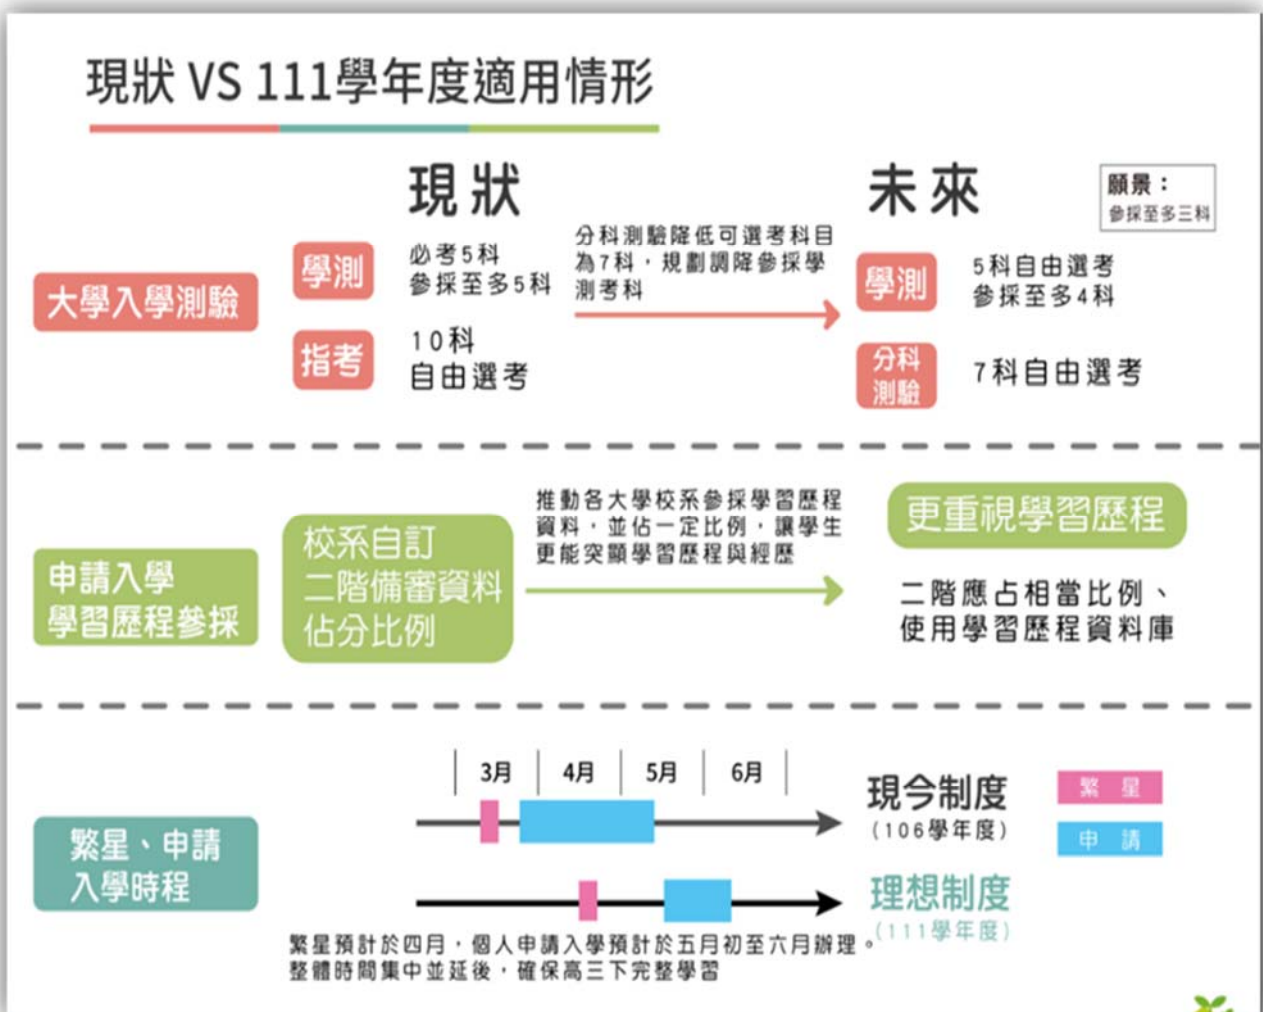 現狀 VS 111學年度適用情形
現狀
未來
願景：
參採至多三科
大學入學測驗
學測
必考5科
參採至多5科
指考
10科
自由選考
分科測驗降低可選考科目
為7科，規劃調降參採學
測考科
學測
5科自由選考
參採至多4科
分科
測驗
7科自由選考
申請入學
學習歷程參採
校系自訂
二階備審資料
佔分比例
推動各大學校系參採學習歷程
資料，並佔一定比例，讓學生
更能突顯學習歷程與經歷
更重視學習歷程
二階應占相當比例、
使用學習歷程資料庫
繁星、申請
入學時程
3月 4月 5月 6月
現今制度
(106學年度)
繁 星
申 請
理想制度
(111學年度)
繁星預計於四月，個人申請入學預計於五月初至六月辦理。
整體時間集中並延後，確保高三下完整學習